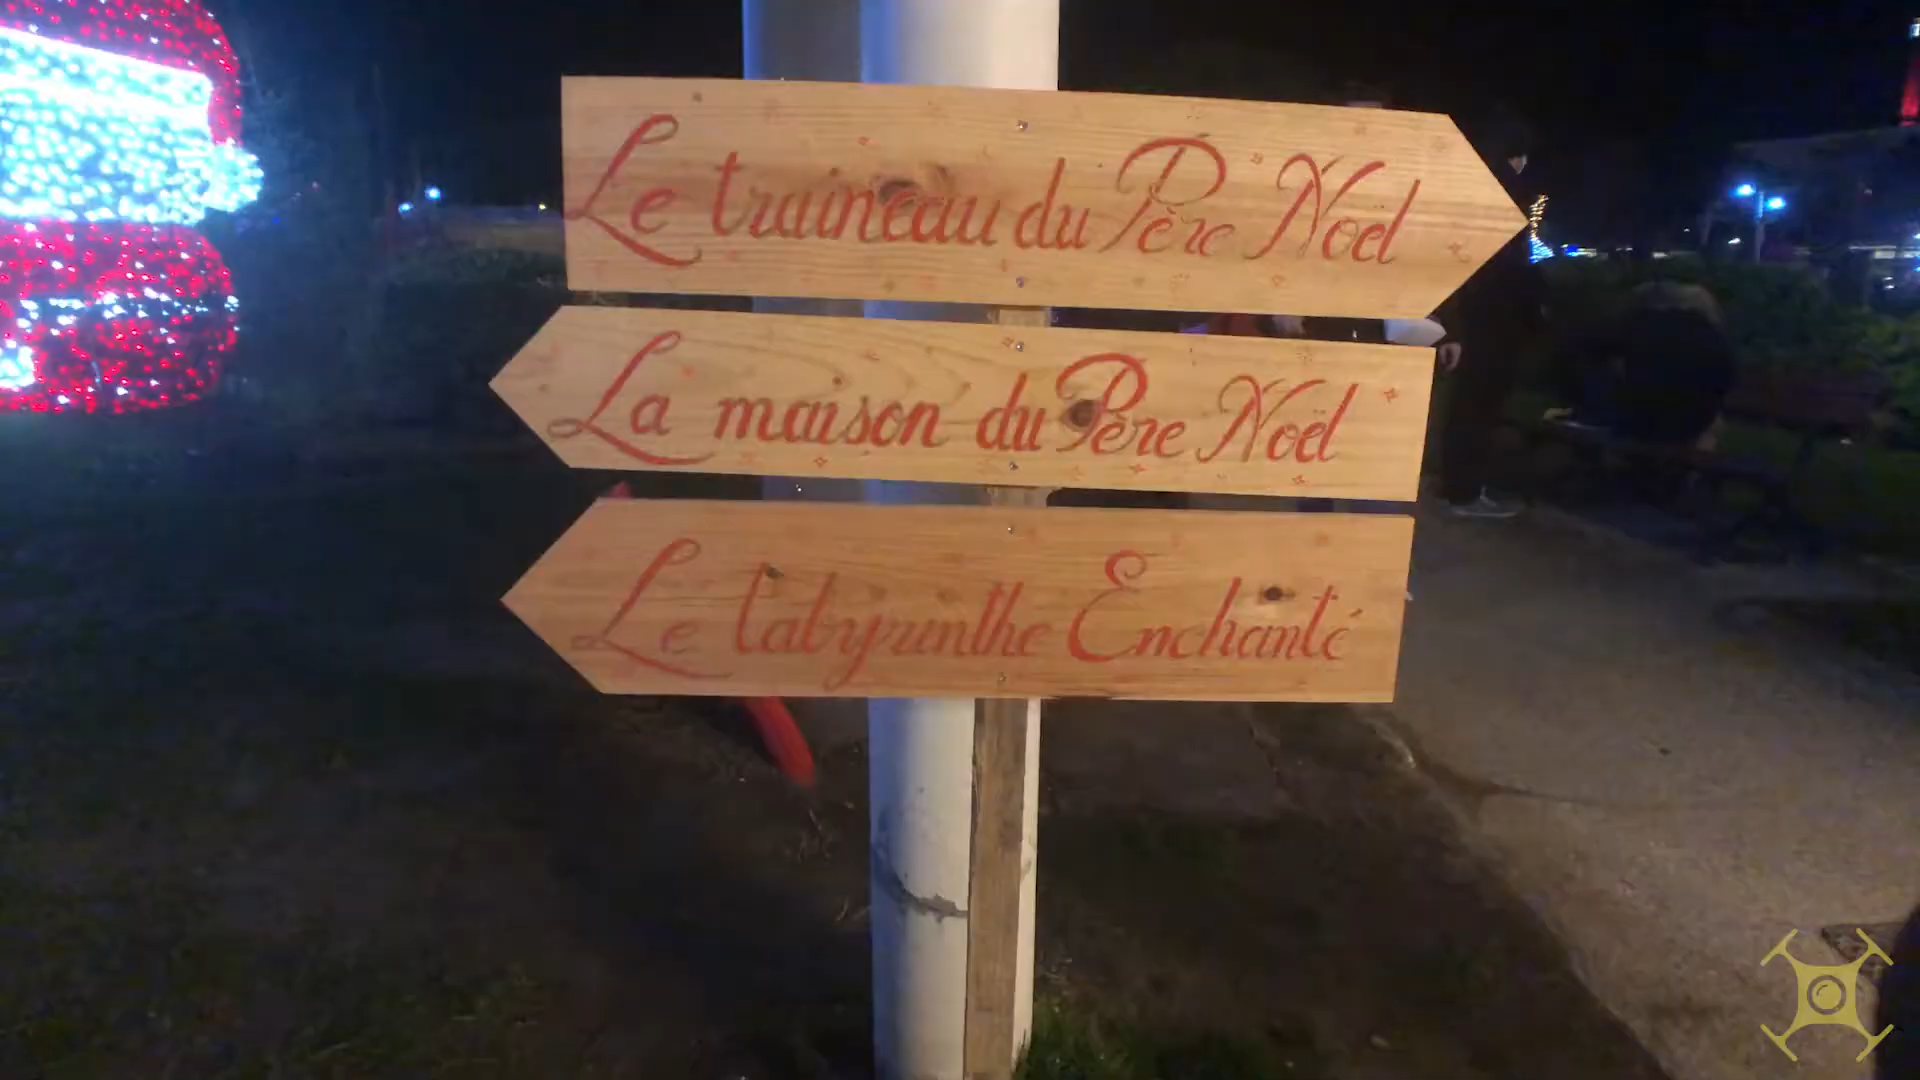 Le traineau du Père Noël
La maison du Père Noël
Le labyrinthe Enchanté